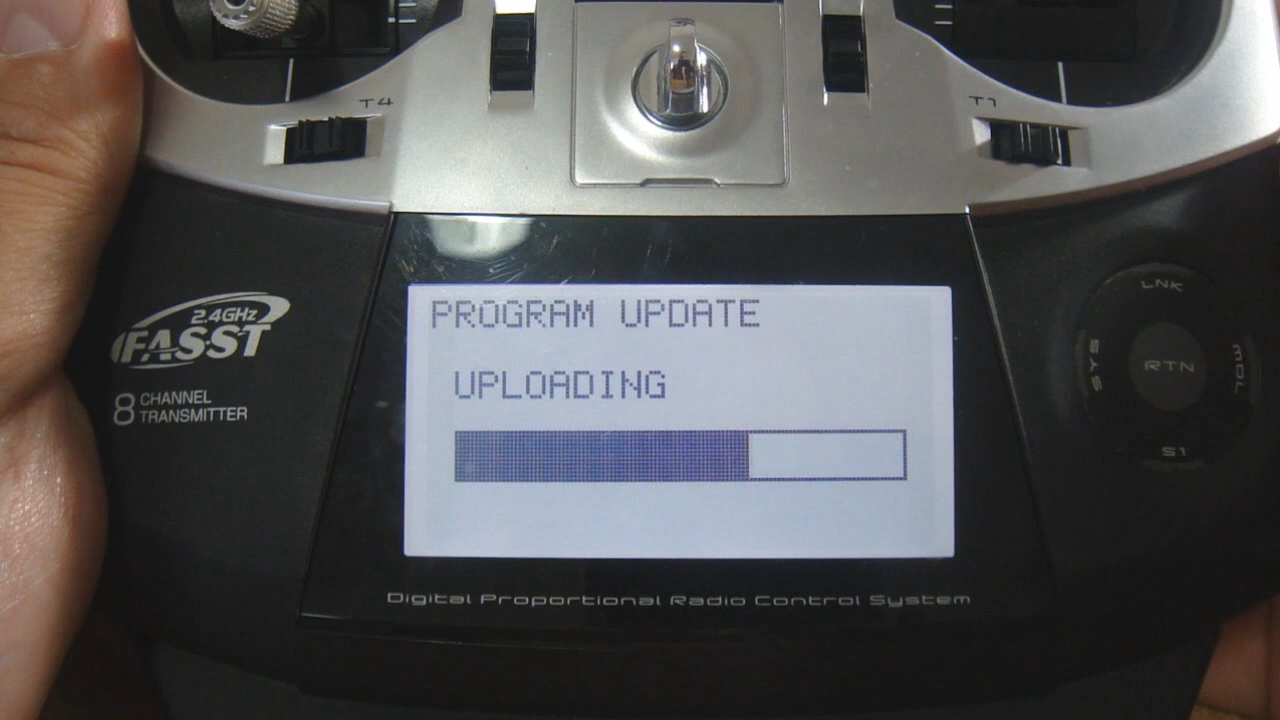 T4
T1
PROGRAM UPDATE
UPLOADING
2.4GHz
FASST
8 CHANNEL
TRANSMITTER
LNK
SYS
RTN
MDL
S1
Digital Proportional Radio Control System